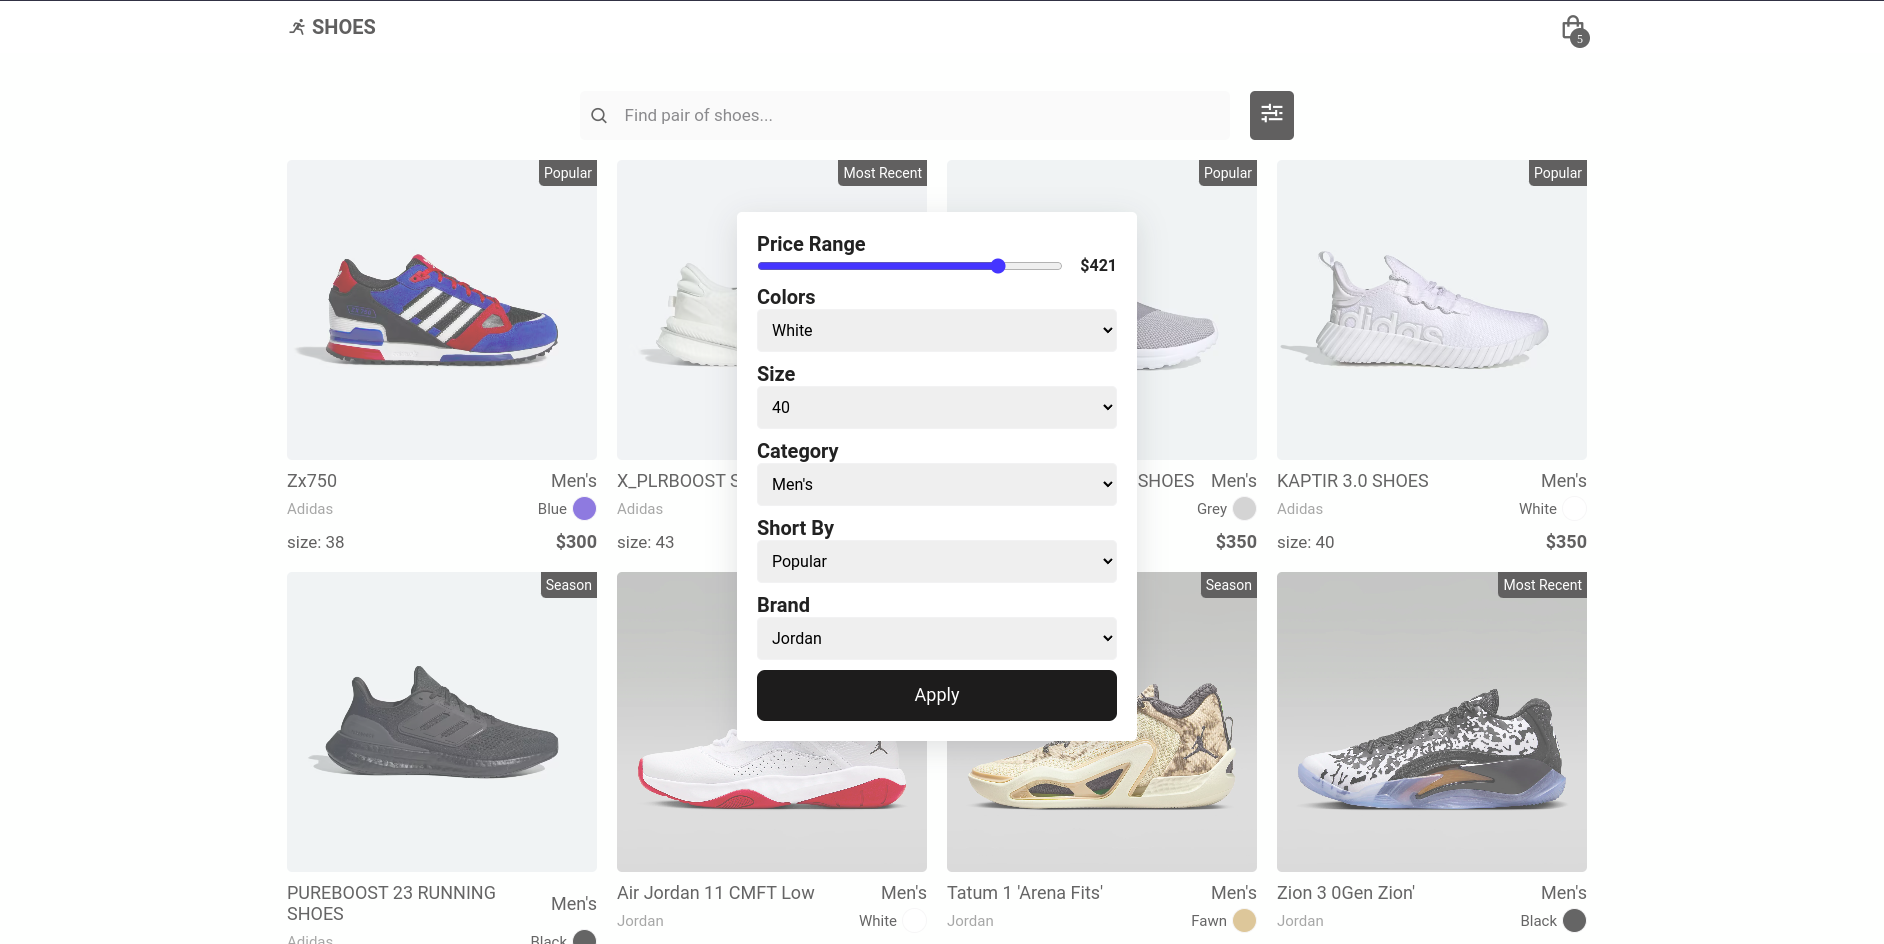 SHOES
5
Find pair of shoes...
Popular
Most Recent
Popular
Popular
Price Range
$421
Colors
White
Size
40
Category
Men's
Short By
Popular
Brand
Jordan
Apply
adidas
Zx750 Men's
Adidas Blue
size: 38 $300
X_PLRBOOST S
Adidas
size: 43
SHOES Men's
Grey
$350
KAPTIR 3.0 SHOES Men's
Adidas White
size: 40 $350
Season
Season
Most Recent
PUREBOOST 23 RUNNING
SHOES
Men's
Adidas Black
Air Jordan 11 CMFT Low Men's
Jordan White
Tatum 1 'Arena Fits' Men's
Jordan Fawn
Zion 3 0Gen Zion' Men's
Jordan Black